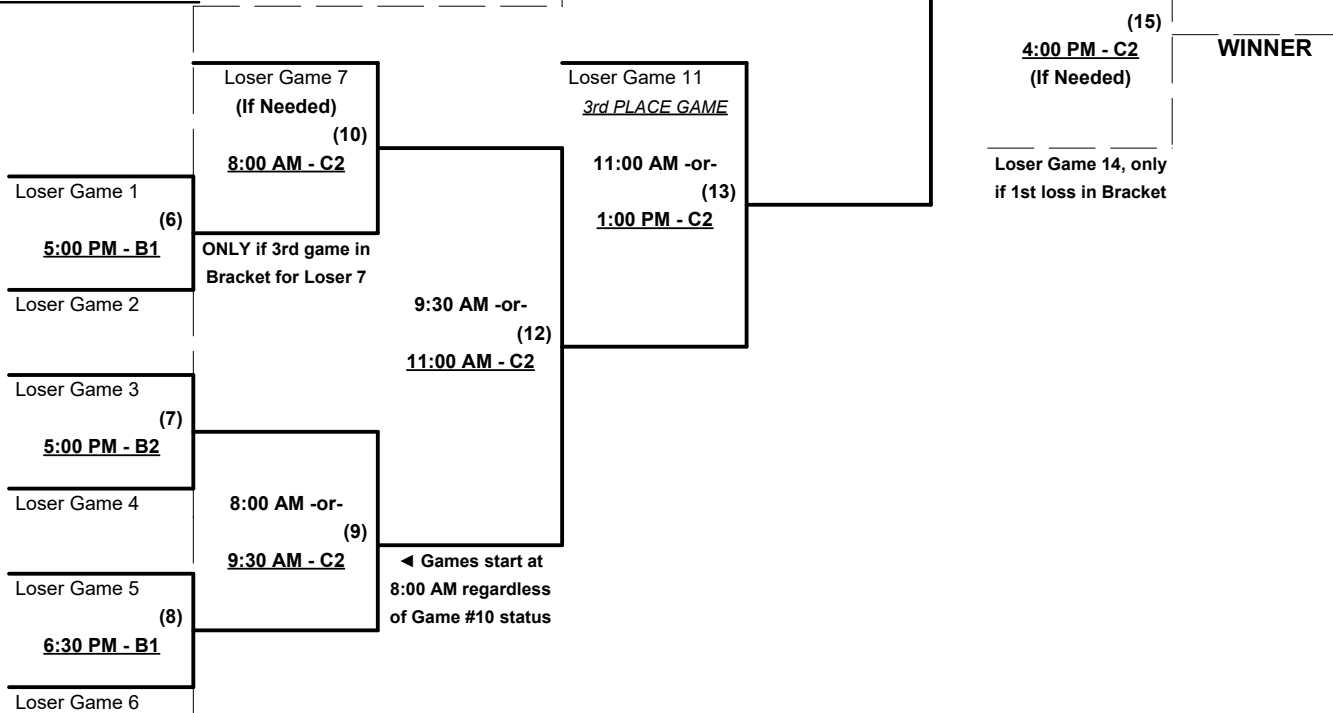 (15)
4:00 PM - C2
(If Needed)
WINNER
Loser Game 14, only
if 1st loss in Bracket
Loser Game 7
(If Needed)
(10)
8:00 AM - C2
Loser Game 11
3rd PLACE GAME
11:00 AM -or-
(13)
1:00 PM - C2
Loser Game 1
(6)
5:00 PM - B1
Loser Game 2
ONLY if 3rd game in
Bracket for Loser 7
9:30 AM -or-
(12)
11:00 AM - C2
Loser Game 3
(7)
5:00 PM - B2
Loser Game 4
8:00 AM -or-
(9)
9:30 AM - C2
◄ Games start at
8:00 AM regardless
of Game #10 status
Loser Game 5
(8)
6:30 PM - B1
Loser Game 6